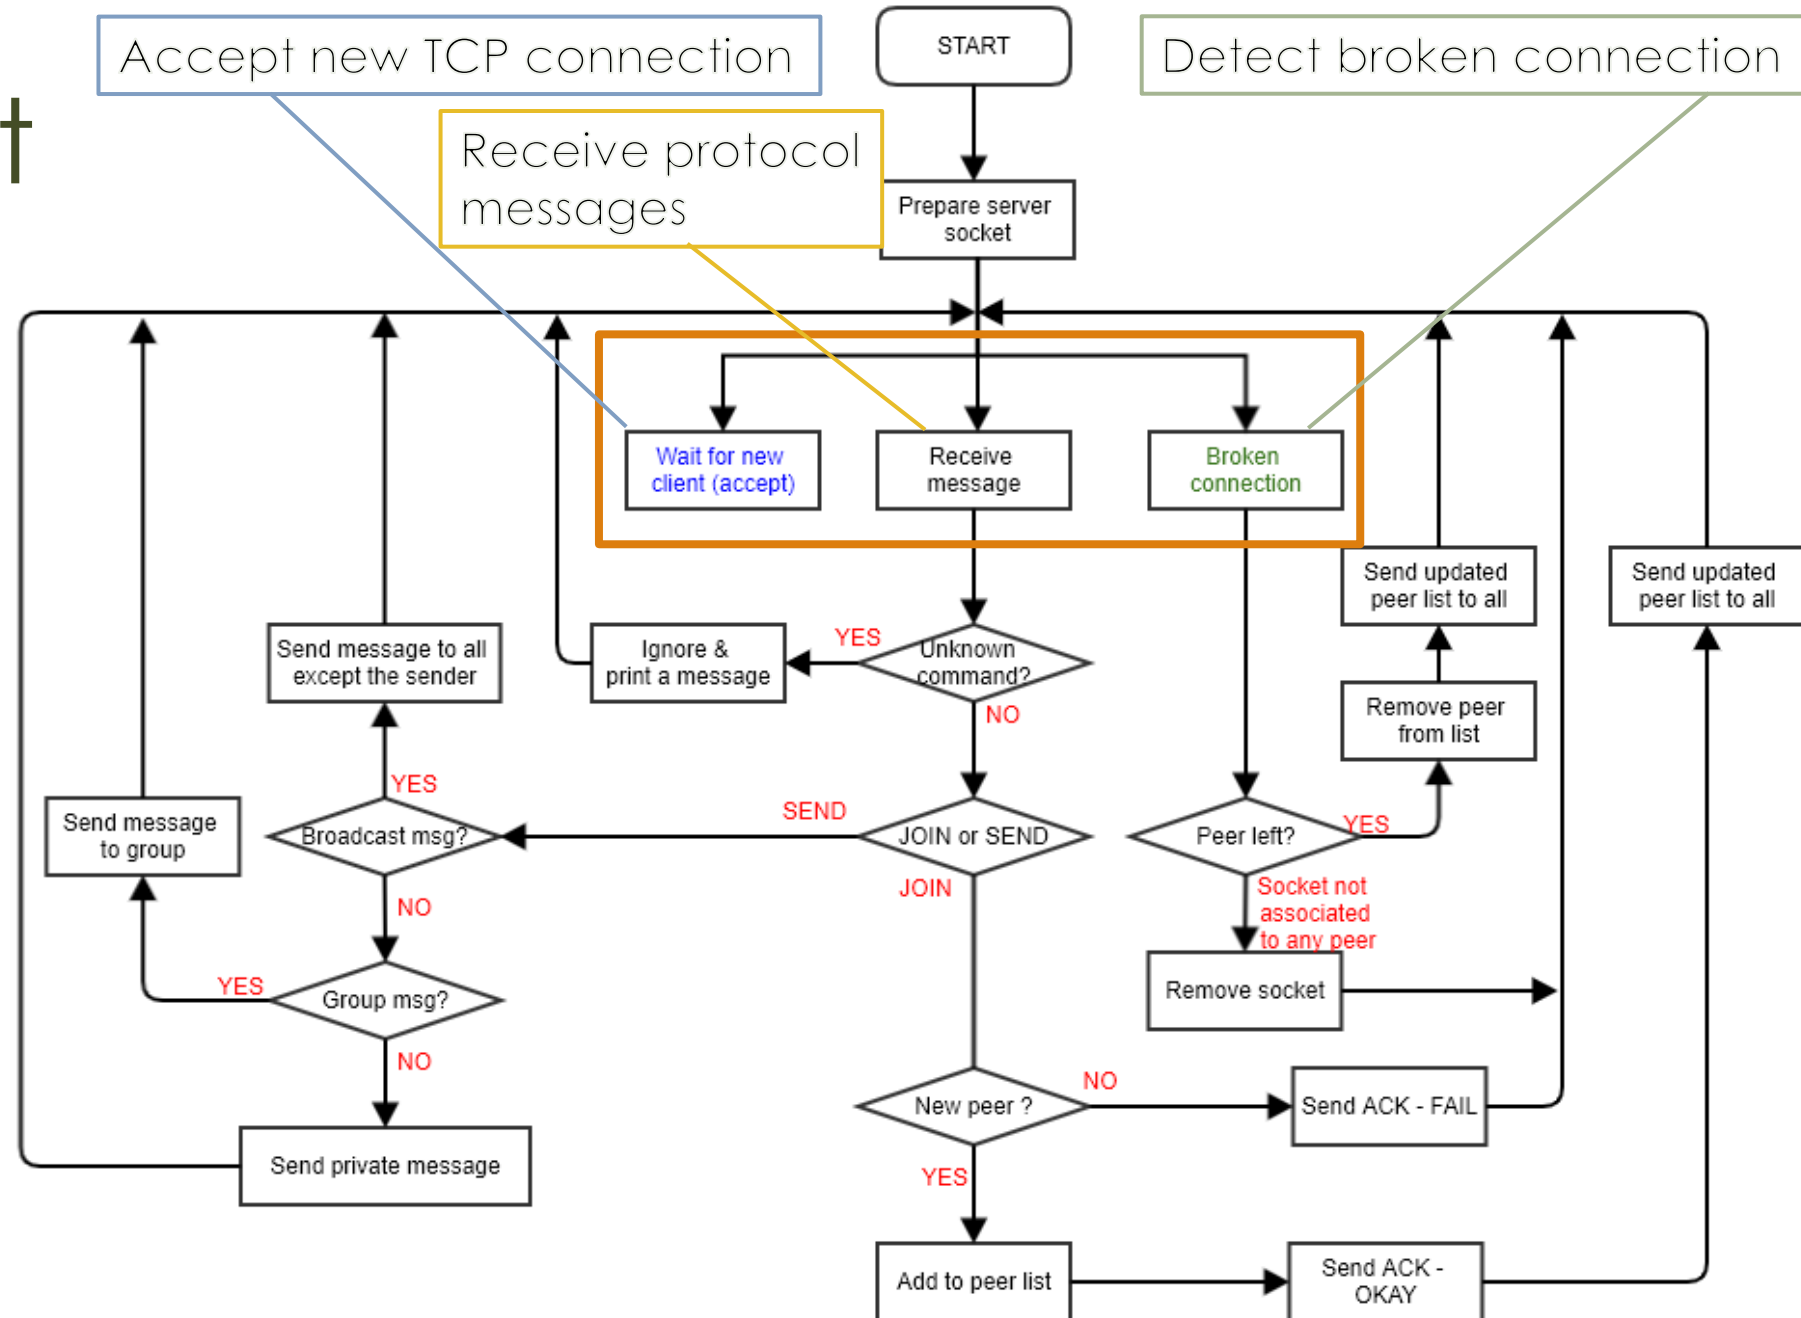 Accept new TCP connection
START
Detect broken connection
t
Receive protocol
messages
Prepare server
socket
Wait for new
client (accept)
Receive
message
Broken
connection
Send updated
peer list to all
Send updated
peer list to all
Send message to all
except the sender
Ignore &
print a message
YES
Unknown
command?
NO
Remove peer
from list
YES
Send message
to group
Broadcast msg?
SEND
JOIN or SEND
Peer left?
YES
JOIN
NO
Socket not
associated
to any peer
YES
Group msg?
Remove socket
NO
New peer ?
NO
Send ACK - FAIL
Send private message
YES
Add to peer list
Send ACK -
OKAY